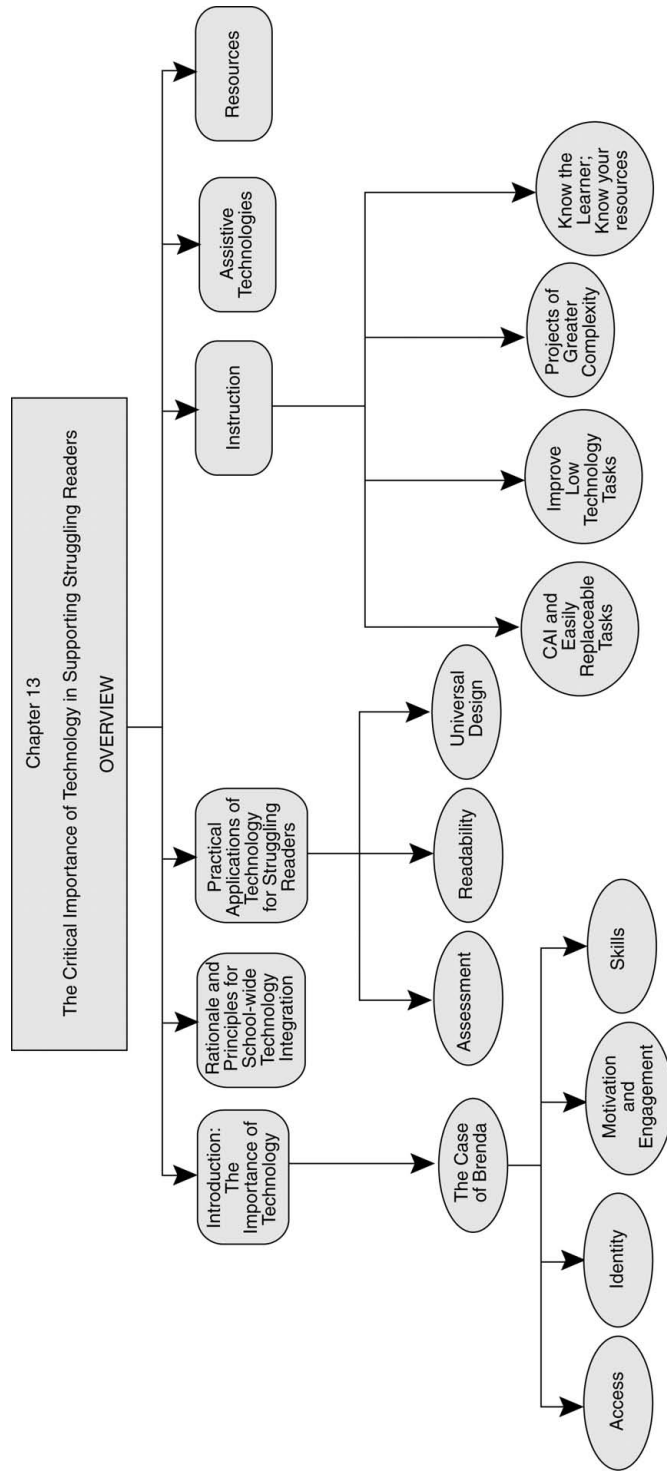 Chapter 13
The Critical Importance of Technology in Supporting Struggling Readers
OVERVIEW
Introduction:
The
Importance of
Technology
Rationale and
Principles for
School-wide
Technology
Integration
Practical
Applications of
Technology
for Struggling
Readers
Instruction
Assistive
Technologies
Resources
The Case
of Brenda
Assessment
Readability
Universal
Design
CAI and
Easily
Replaceable
Tasks
Improve
Low
Technology
Tasks
Projects of
Greater
Complexity
Know the
Learner;
Know your
resources
Access
Identity
Motivation
and
Engagement
Skills